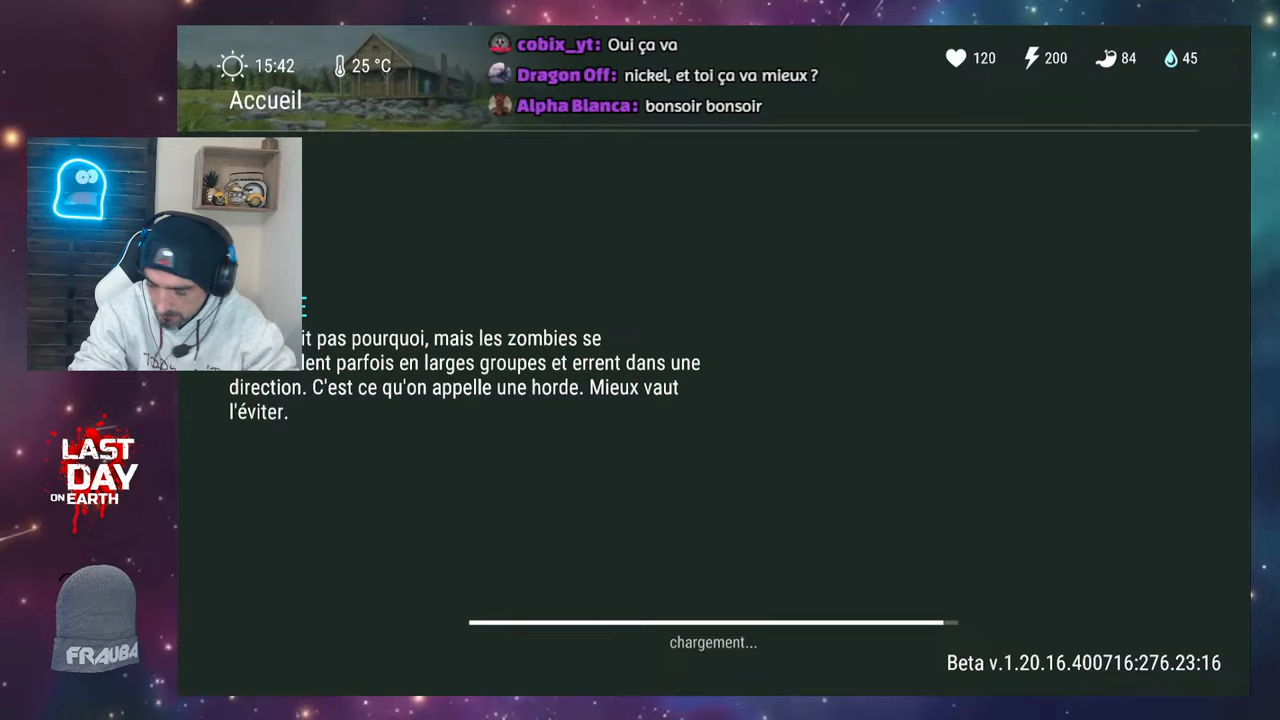 15:42
25 °C
Accueil
cobix_yt: Oui ça va
Dragon Off: nickel, et toi ça va mieux ?
Alpha Blanca: bonsoir bonsoir
120
200
84
45
pas pourquoi, mais les zombies se
parfois en larges groupes et errent dans une
direction. C'est ce qu'on appelle une horde. Mieux vaut
l'éviter.
LAST
DAY
ON EARTH
FRAUBA
chargement...
Beta v.1.20.16.400716:276.23:16